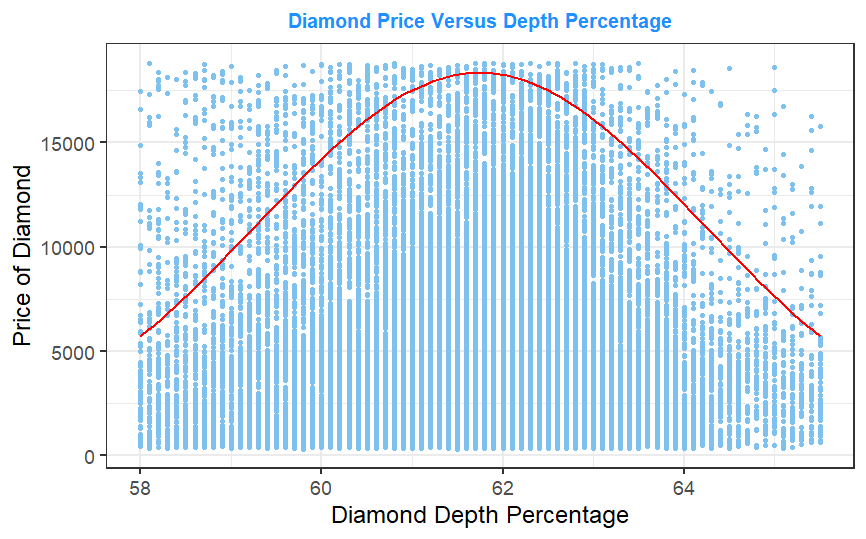 Diamond Price Versus Depth Percentage
Price of Diamond
15000
10000
5000
0
58 60 62 64
Diamond Depth Percentage